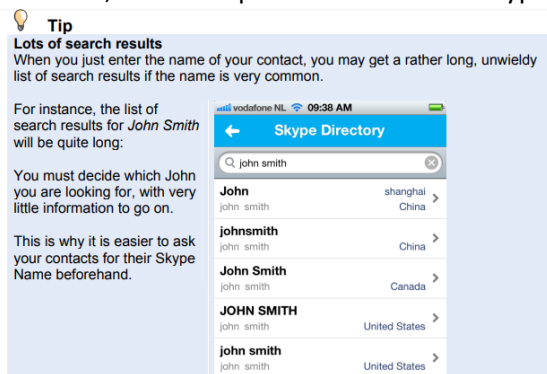 Tip
Lots of search results
When you just enter the name of your contact, you may get a rather long, unwieldy
list of search results if the name is very common.
For instance, the list of
search results for John Smith
will be quite long:
You must decide which John
you are looking for, with very
little information to go on.
This is why it is easier to ask
your contacts for their Skype
Name beforehand.
vodafone NL 09:38 AM
Skype Directory
john smith
John shanghai
john smith China
johnsmith
john smith China
John Smith
john smith Canada
JOHN SMITH
john smith United States
john smith
john smith United States